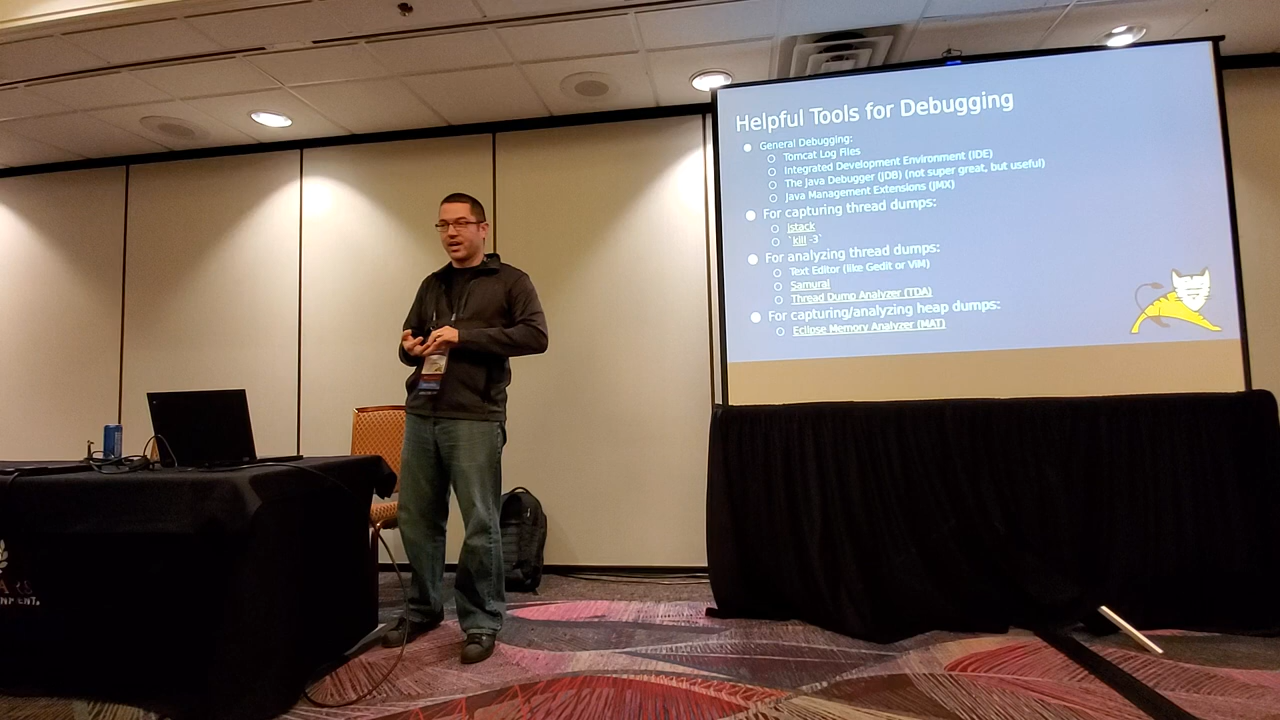 Helpful Tools for Debugging
General Debugging:
Tomcat Log Files
Integrated Development Environment (IDE)
The Java Debugger (JDB) (not super great, but useful)
Java Management Extensions (JMX)
For capturing thread dumps:
jstack
`kill -3`
For analyzing thread dumps:
Text Editor (like Gedit or VIM)
Samurai
Thread Dump Analyzer (TDA)
For capturing/analyzing heap dumps:
Eclipse Memory Analyzer (MAT)